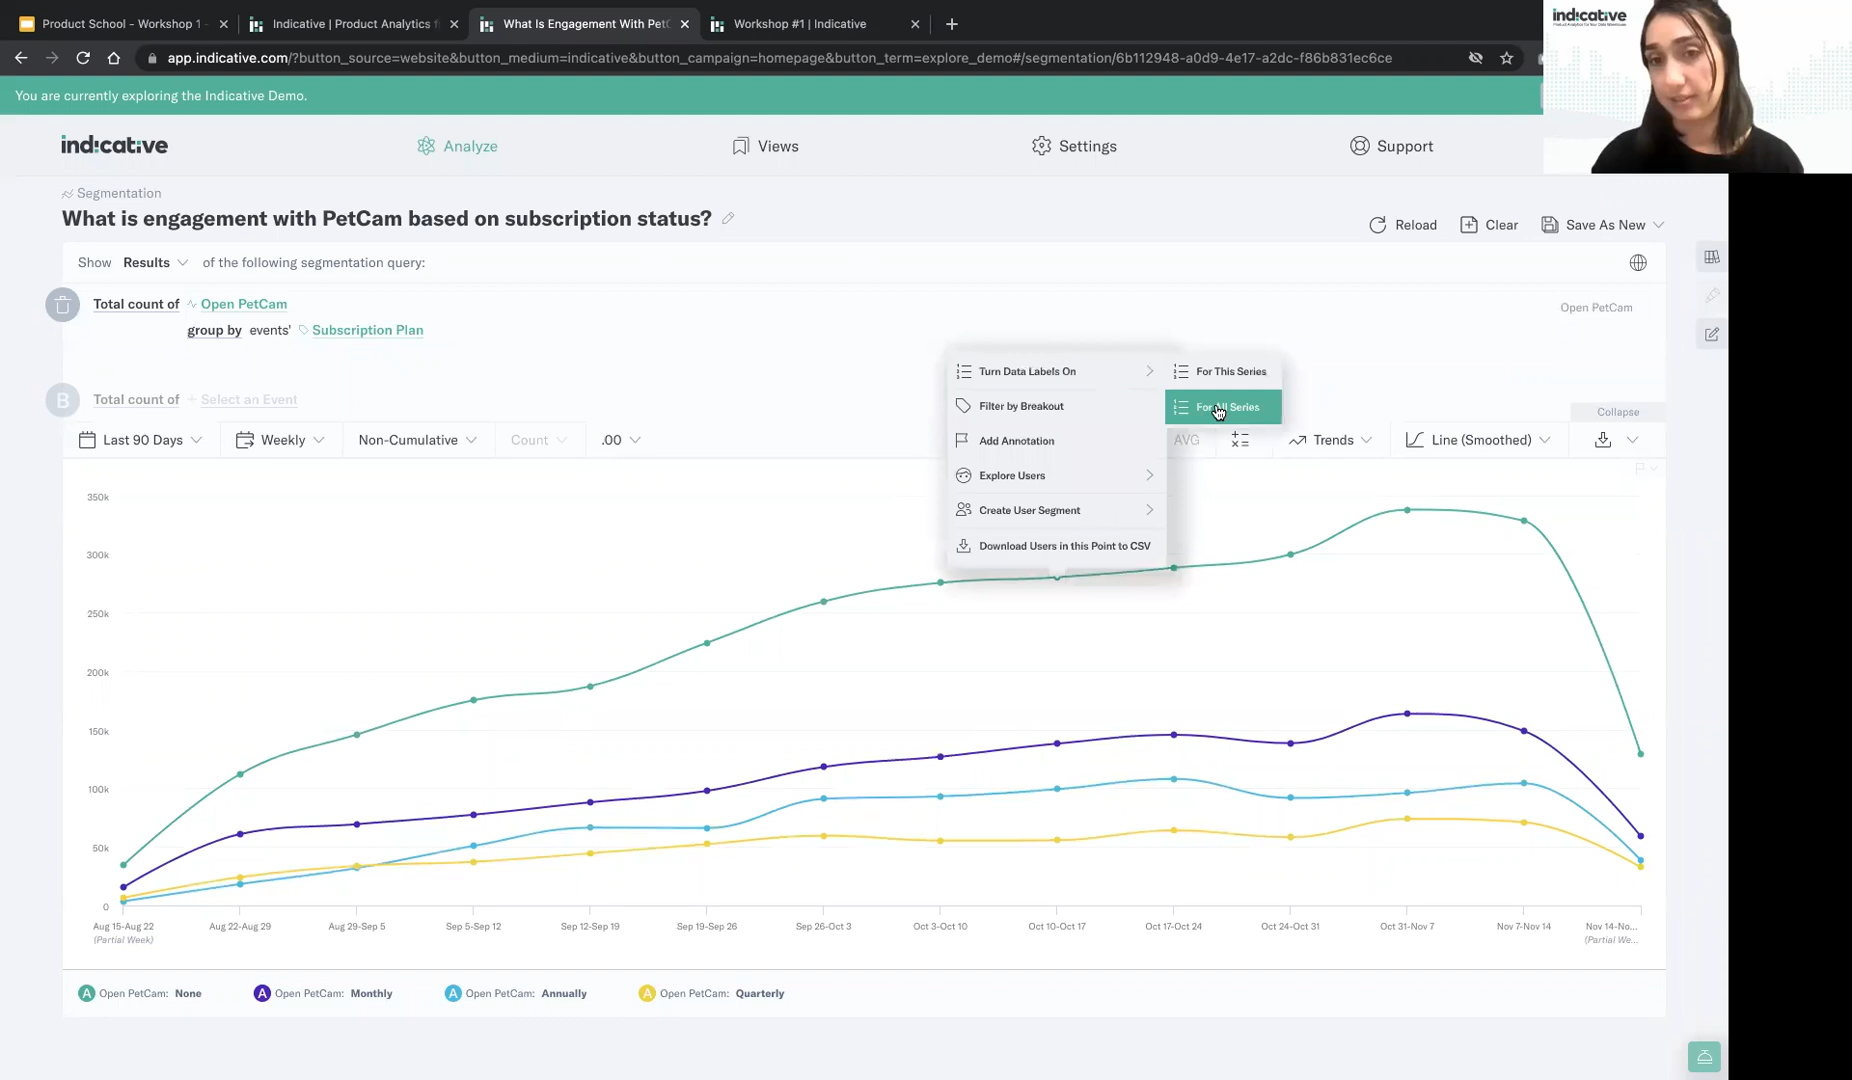 Product School - Workshop 1 -
Indicative | Product Analytics f
What Is Engagement With PetC
Workshop #1 | Indicative
app.indicative.com/?button_source=website&button_medium=indicative&button_campaign=homepage&button_term=explore_demo#/segmentation/6b112948-a0d9-4e17-a2dc-f86b831ec6ce
indicative
You are currently exploring the Indicative Demo.
indicative
Analyze
Views
Settings
Support
Segmentation
What is engagement with PetCam based on subscription status?
Reload
Clear
Save As New
Show Results of the following segmentation query:
Total count of Open PetCam
Open PetCam
group by events' Subscription Plan
Turn Data Labels On
For This Series
Filter by Breakout
For All Series
Add Annotation
Explore Users
Create User Segment
Download Users in this Point to CSV
B
Total count of + Select an Event
Collapse
Last 90 Days
Weekly
Non-Cumulative
Count
.00
AVG
Trends
Line (Smoothed)
350k
300k
250k
200k
150k
100k
50k
0
Aug 15-Aug 22
(Partial Week)
Aug 22-Aug 29
Aug 29-Sep 5
Sep 5-Sep 12
Sep 12-Sep 19
Sep 19-Sep 26
Sep 26-Oct 3
Oct 3-Oct 10
Oct 10-Oct 17
Oct 17-Oct 24
Oct 24-Oct 31
Oct 31-Nov 7
Nov 7-Nov 14
Nov 14-No...
(Partial We...
A Open PetCam: None
A Open PetCam: Monthly
A Open PetCam: Annually
A Open PetCam: Quarterly